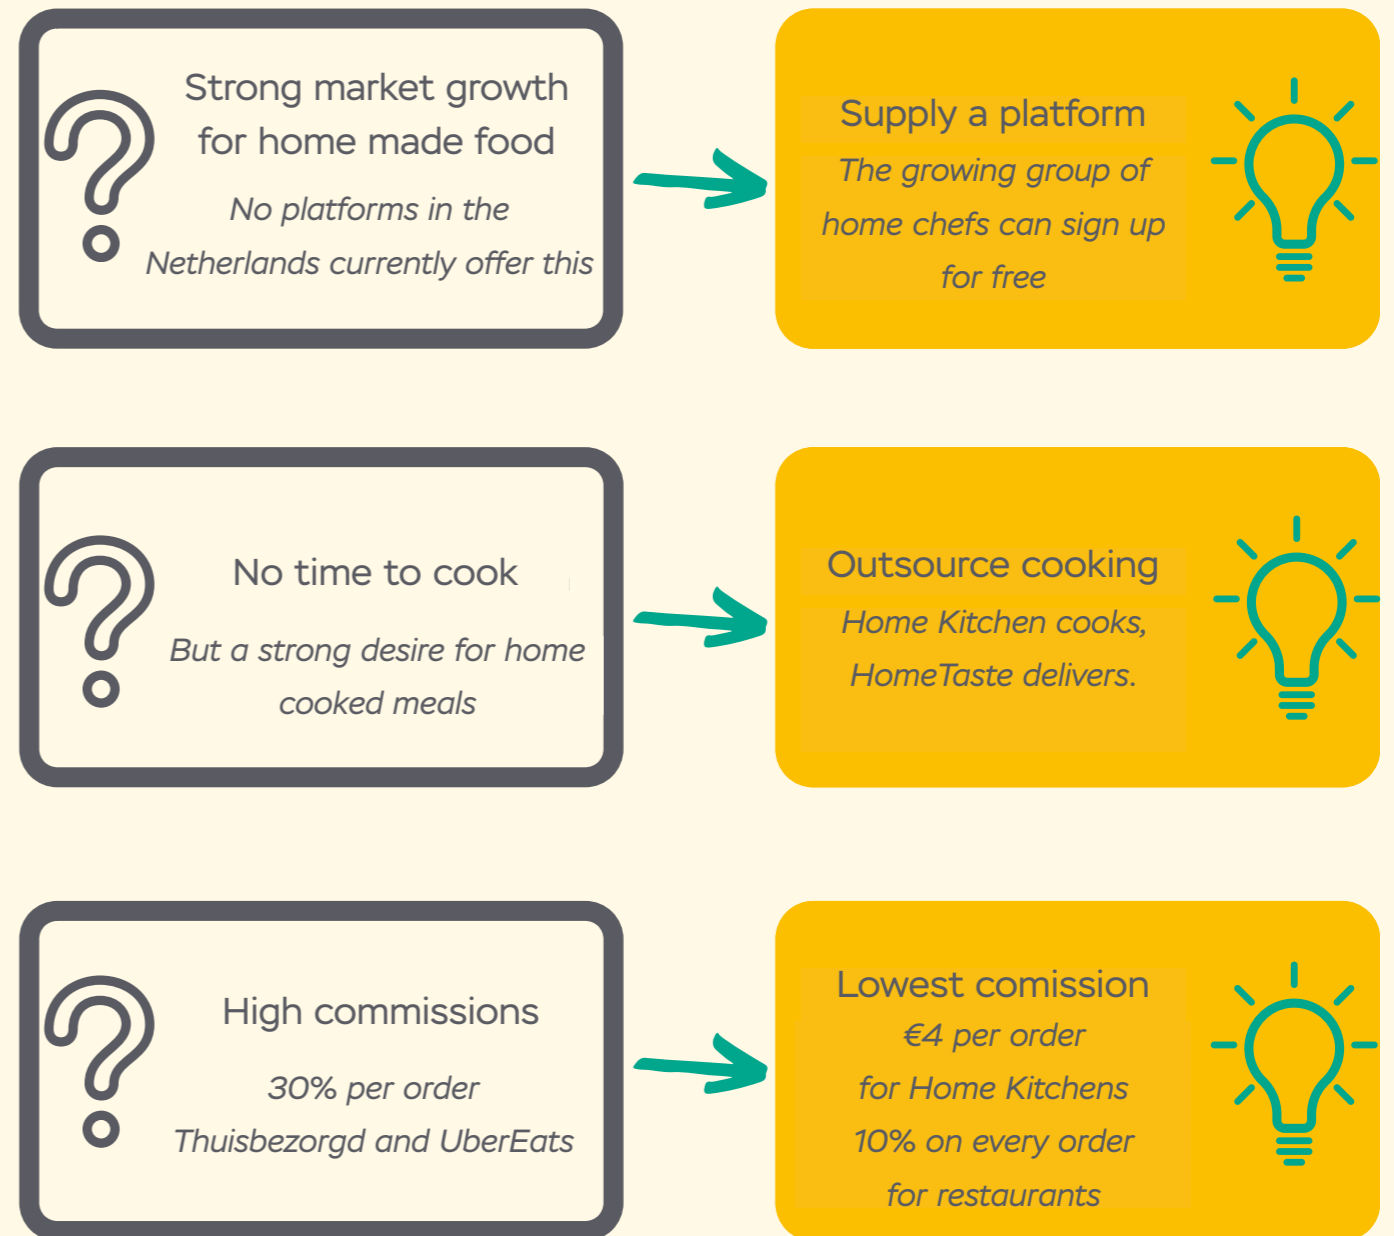 Strong market growth
for home made food
No platforms in the
Netherlands currently offer this
Supply a platform
The growing group of
home chefs can sign up
for free
No time to cook
But a strong desire for home
cooked meals
Outsource cooking
Home Kitchen cooks,
HomeTaste delivers.
High commissions
30% per order
Thuisbezorgd and UberEats
Lowest comission
€4 per order
for Home Kitchens
10% on every order
for restaurants